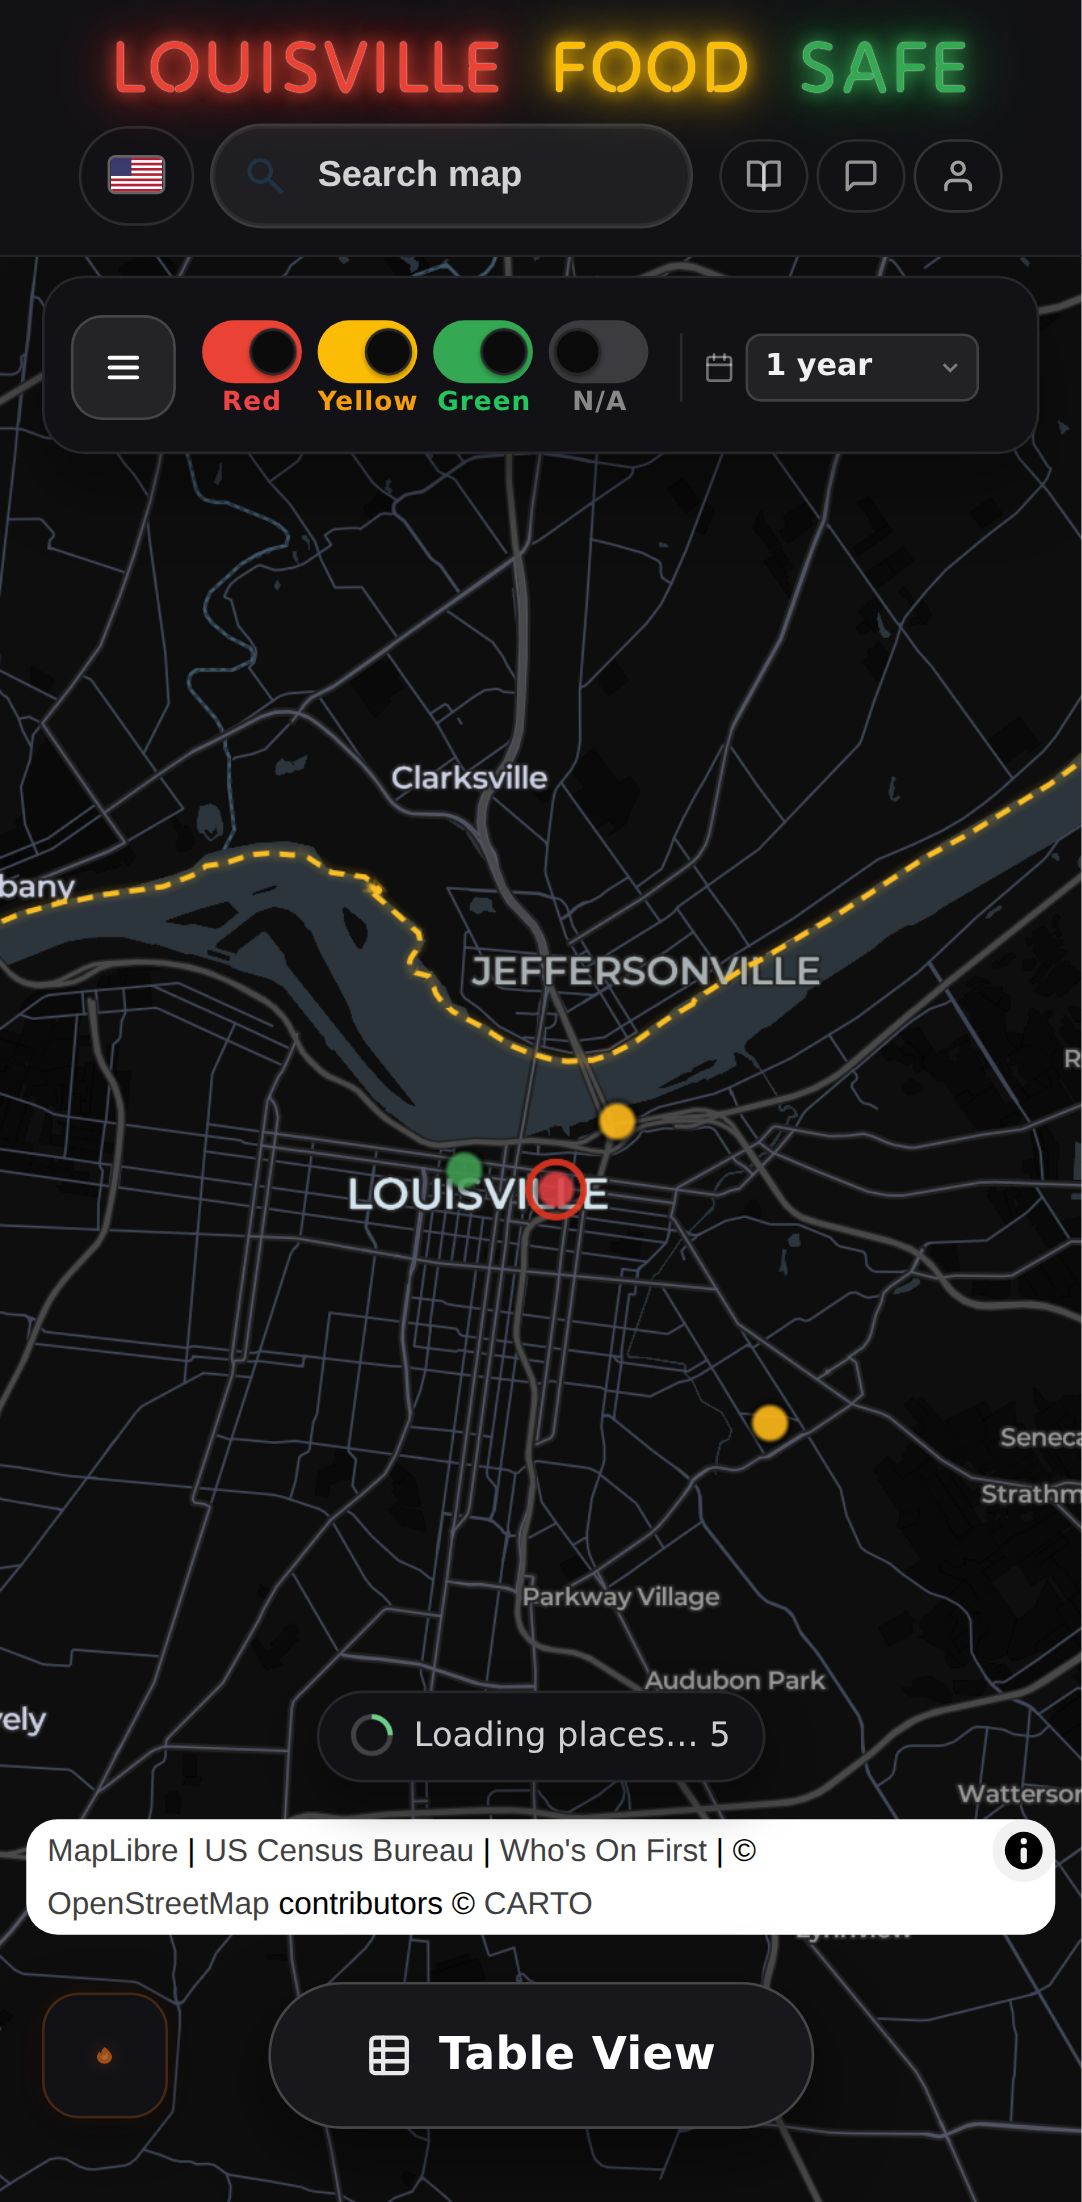 LOUISVILLE FOOD SAFE
Search map
Red Yellow Green N/A
1 year
Clarksville
bany
JEFFERSONVILLE
R
LOUISVILLE
Seneca
Strathm
Parkway Village
Audubon Park
ely
Loading places... 5
Watterson
MapLibre | US Census Bureau | Who's On First | ©
OpenStreetMap contributors © CARTO
Table View